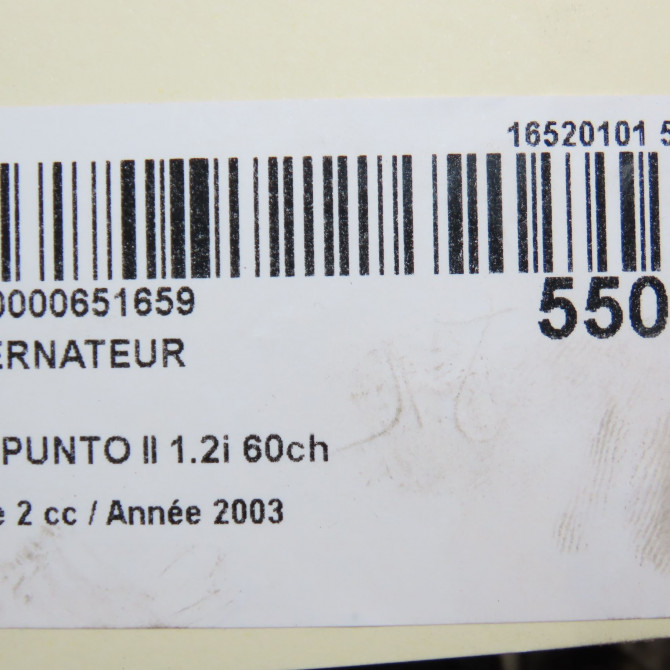 16520101 5
0000651659
550
ERNATEUR
PUNTO II 1.2i 60ch
e 2 cc / Année 2003